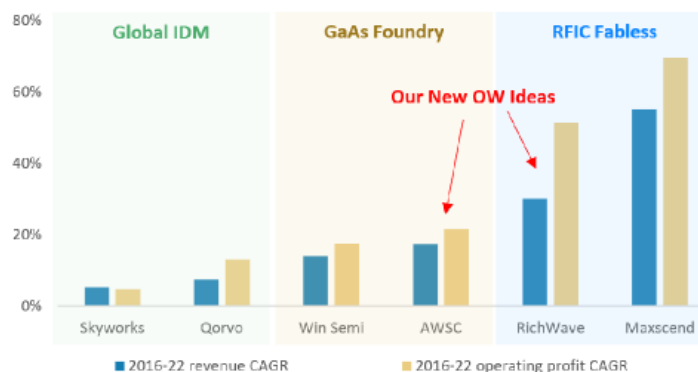 80%
Global IDM
GaAs Foundry
RFIC Fabless
60%
Our New OW Ideas
40%
20%
0%
Skyworks
Qorvo
Win Semi
AWSC
RichWave
Maxscend
2016-22 revenue CAGR
2016-22 operating profit CAGR